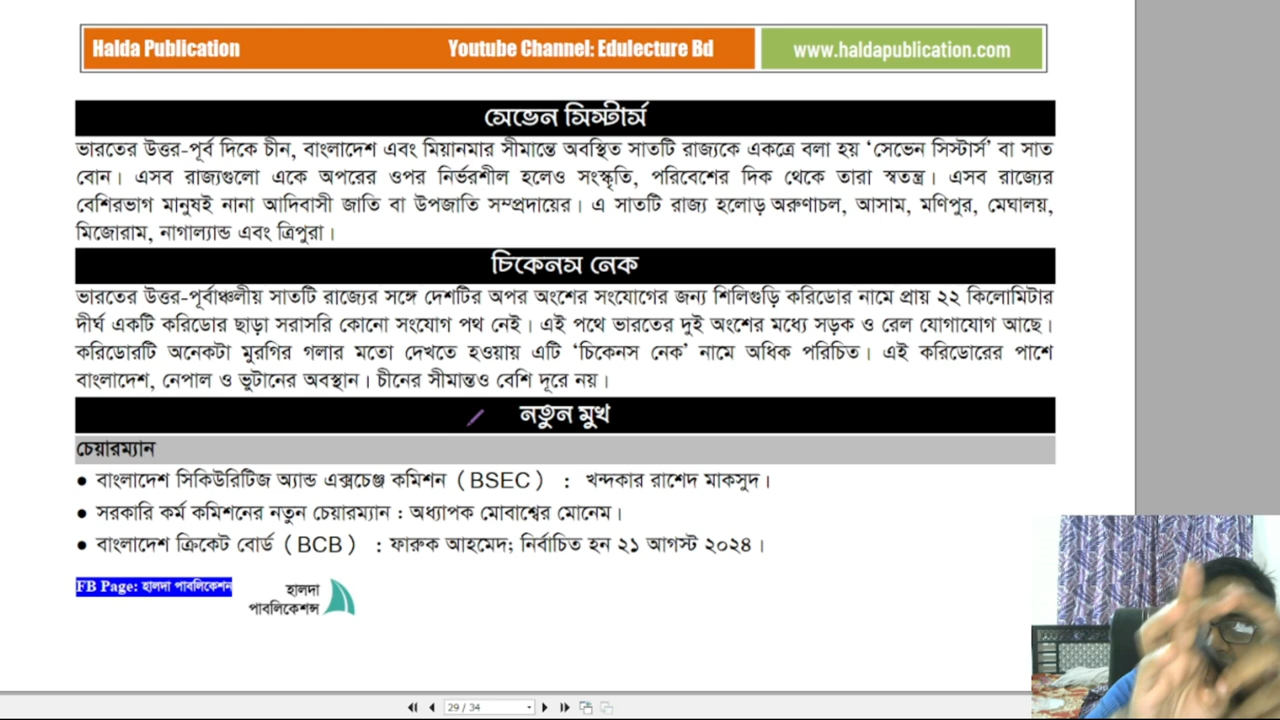 Halda Publication Youtube Channel: Edulecture Bd www.haldapublication.com
সেভেন সিস্টার্স
ভারতের উত্তর-পূর্ব দিকে চীন, বাংলাদেশ এবং মিয়ানমার সীমান্তে অবস্থিত সাতটি রাজ্যকে একত্রে বলা হয় ‘সেভেন সিস্টার্স’ বা সাত
বোন। এসব রাজ্যগুলো একে অপরের ওপর নির্ভরশীল হলেও সংস্কৃতি, পরিবেশের দিক থেকে তারা স্বতন্ত্র। এসব রাজ্যের
বেশিরভাগ মানুষই নানা আদিবাসী জাতি বা উপজাতি সম্প্রদায়ের। এ সাতটি রাজ্য হলোড় অরুণাচল, আসাম, মণিপুর, মেঘালয়,
মিজোরাম, নাগাল্যান্ড এবং ত্রিপুরা।
চিকেনস নেক
ভারতের উত্তর-পূর্বাঞ্চলীয় সাতটি রাজ্যের সঙ্গে দেশটির অপর অংশের সংযোগের জন্য শিলিগুড়ি করিডোর নামে প্রায় ২২ কিলোমিটার
দীর্ঘ একটি করিডোর ছাড়া সরাসরি কোনো সংযোগ পথ নেই। এই পথে ভারতের দুই অংশের মধ্যে সড়ক ও রেল যোগাযোগ আছে।
করিডোরটি অনেকটা মুরগির গলার মতো দেখতে হওয়ায় এটি ‘চিকেনস নেক’ নামে অধিক পরিচিত। এই করিডোরের পাশে
বাংলাদেশ, নেপাল ও ভুটানের অবস্থান। চীনের সীমান্তও বেশি দূরে নয়।
নতুন মুখ
চেয়ারম্যান
● বাংলাদেশ সিকিউরিটিজ অ্যান্ড এক্সচেঞ্জ কমিশন (BSEC) : খন্দকার রাশেদ মাকসুদ।
● সরকারি কর্ম কমিশনের নতুন চেয়ারম্যান : অধ্যাপক মোবাশ্বের মোনেম।
● বাংলাদেশ ক্রিকেট বোর্ড (BCB) : ফারুক আহমেদ; নির্বাচিত হন ২১ আগস্ট ২০২৪।
FB Page: হালদা পাবলিকেশন
হালদা
পাবলিকেশন্স
29 / 34